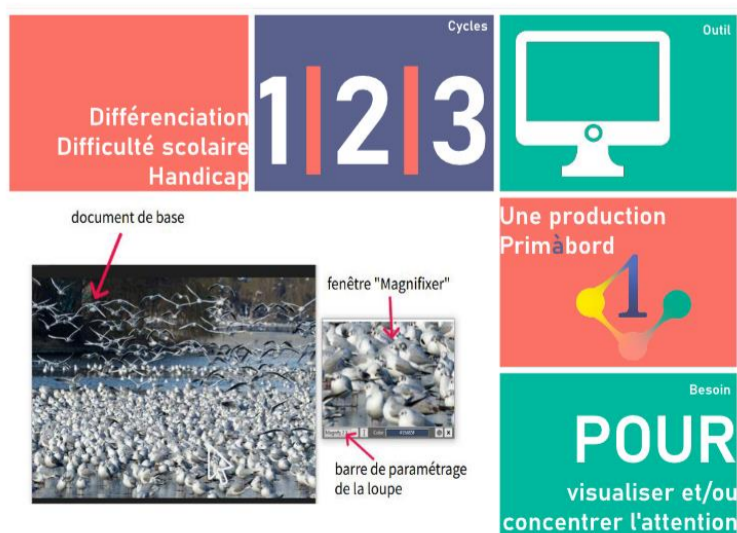 Différenciation
Difficulté scolaire
Handicap
Cycles
1|2|3
Outil
document de base
fenêtre "Magnifixer"
barre de paramétrage
de la loupe
Une production
Primàbord
1
Besoin
POUR
visualiser et/ou
concentrer l'attention